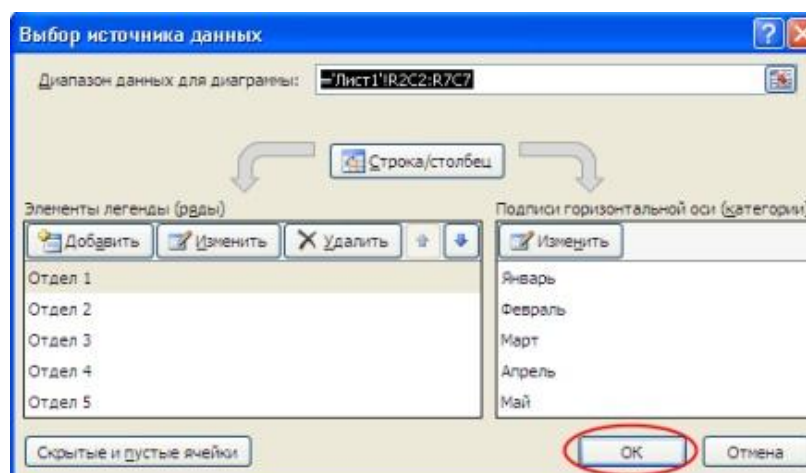 Выбор источника данных
Диапазон данных для диаграммы: ='Лист1'!R2C2:R7C7
Строка/столбец
Элементы легенды (ряды)
Подписи горизонтальной оси (категории)
Добавить Изменить Удалить
Изменить
Отдел 1
Отдел 2
Отдел 3
Отдел 4
Отдел 5
Январь
Февраль
Март
Апрель
Май
Скрытые и пустые ячейки
ОК Отмена